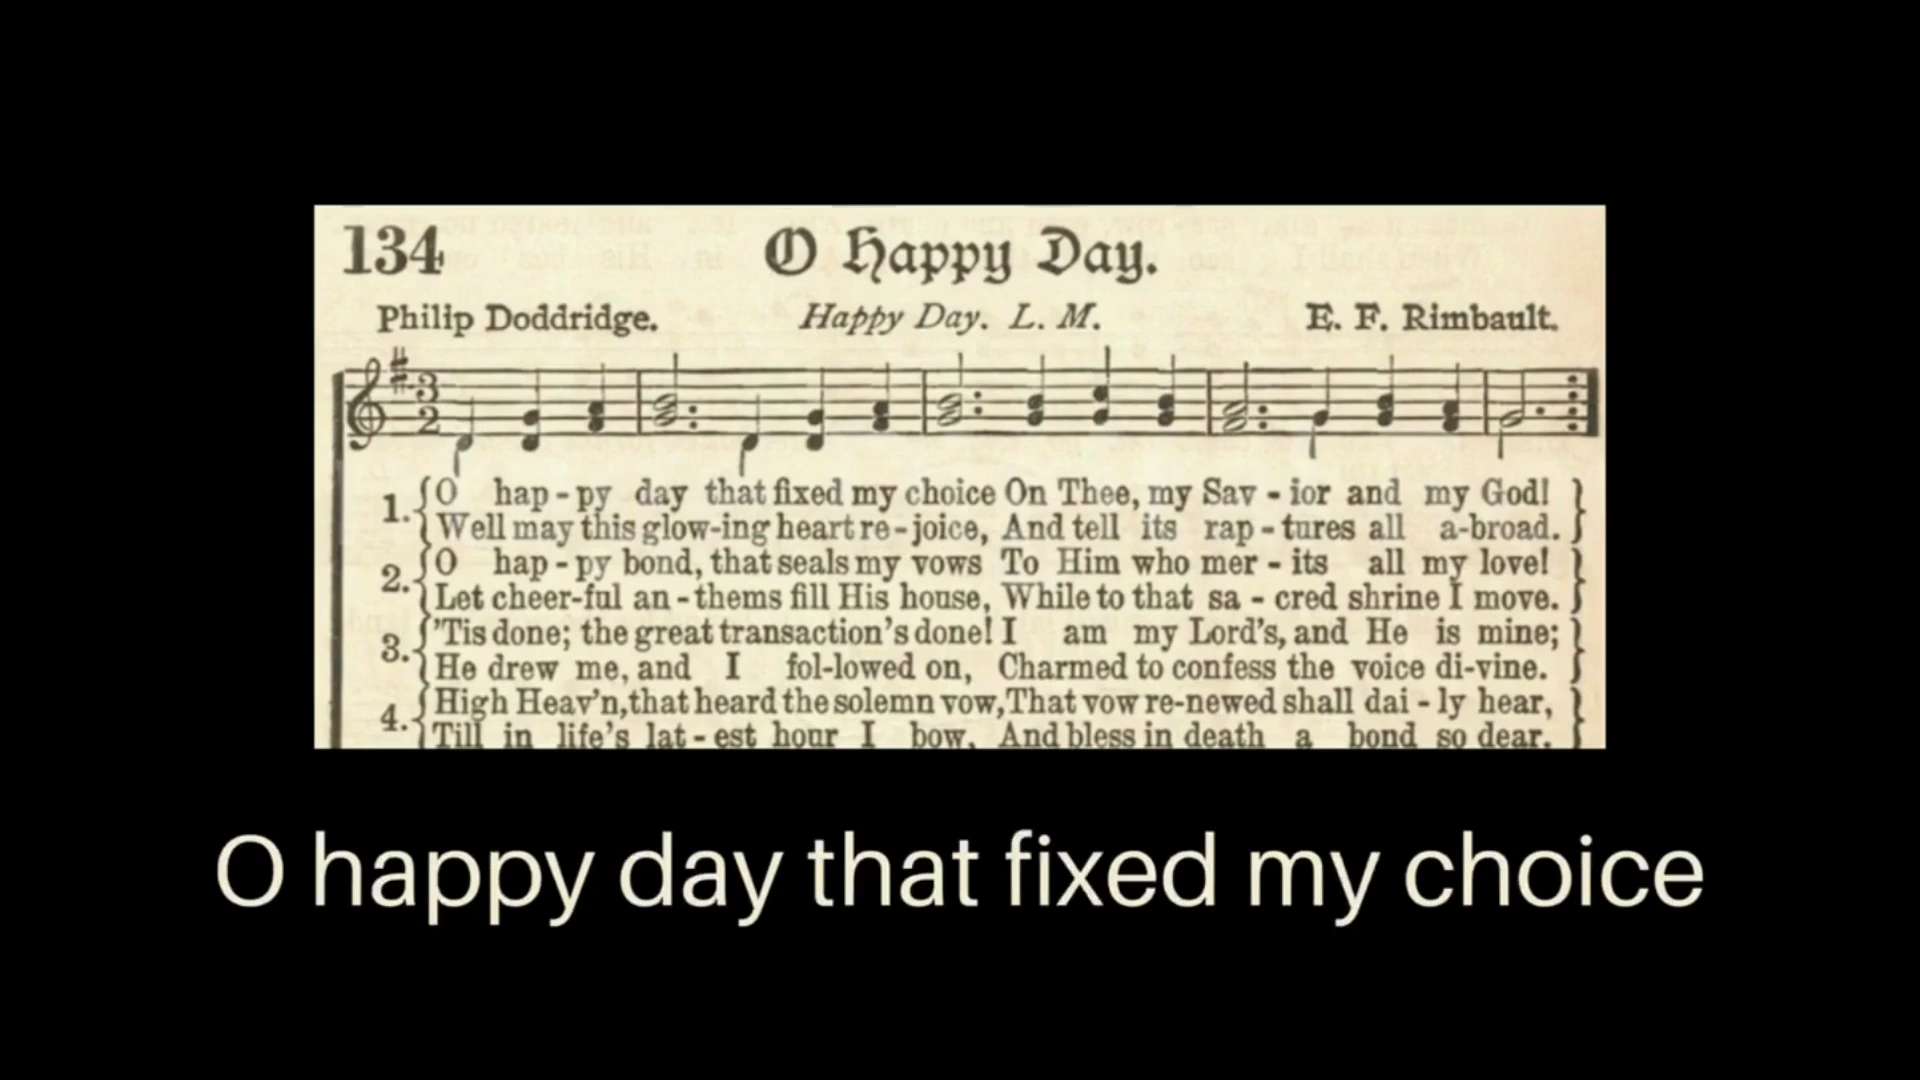 134 O Happy Day.
Philip Doddridge. Happy Day. L. M. E. F. Rimbault.
3
2
1. O hap - py day that fixed my choice On Thee, my Sav - ior and my God!
Well may this glow-ing heart re - joice, And tell its rap - tures all a-broad.
2. O hap - py bond, that seals my vows To Him who mer - its all my love!
Let cheer-ful an - thems fill His house, While to that sa - cred shrine I move.
3. 'Tis done; the great transaction's done! I am my Lord's, and He is mine;
He drew me, and I fol-lowed on, Charmed to confess the voice di-vine.
4. High Heav'n, that heard the solemn vow, That vow re-newed shall dai - ly hear,
Till in life's lat - est hour I bow, And bless in death a bond so dear.
O happy day that fixed my choice